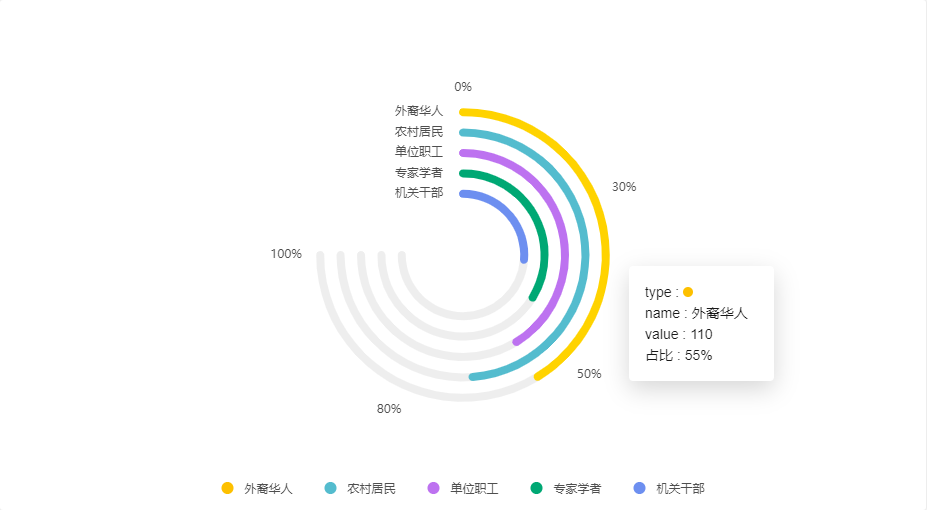 0%
外裔华人
农村居民
单位职工
专家学者
机关干部
30%
100%
type :
name : 外裔华人
value : 110
占比 : 55%
50%
80%
外裔华人 农村居民 单位职工 专家学者 机关干部